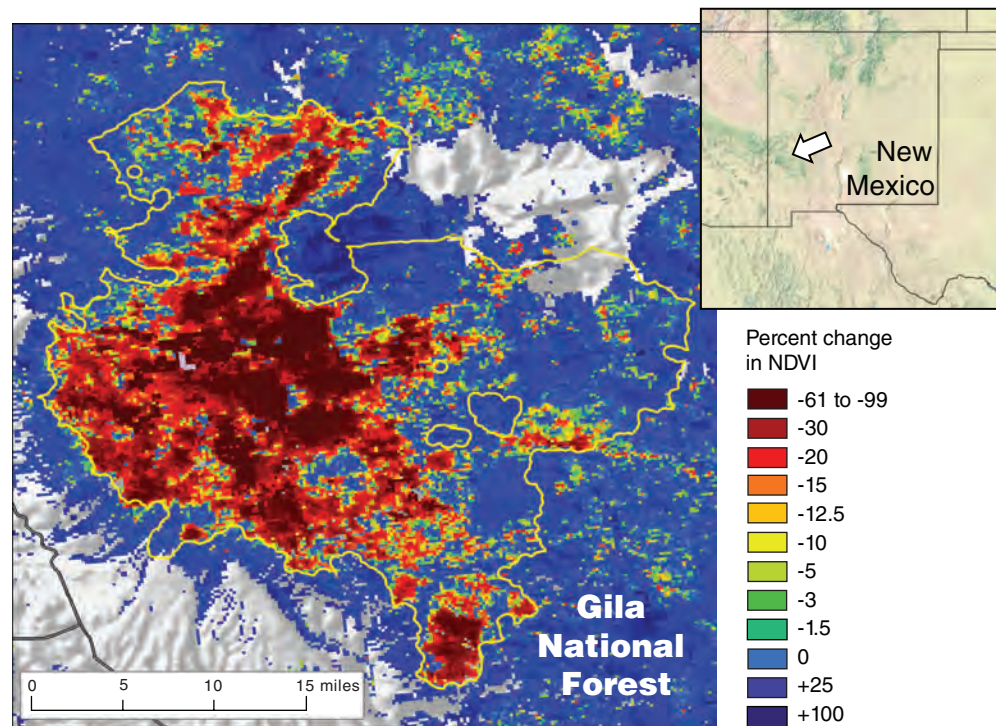 New
Mexico
Percent change
in NDVI
-61 to -99
-30
-20
-15
-12.5
-10
-5
-3
-1.5
0
+25
+100
Gila
National
Forest
0 5 10 15 miles